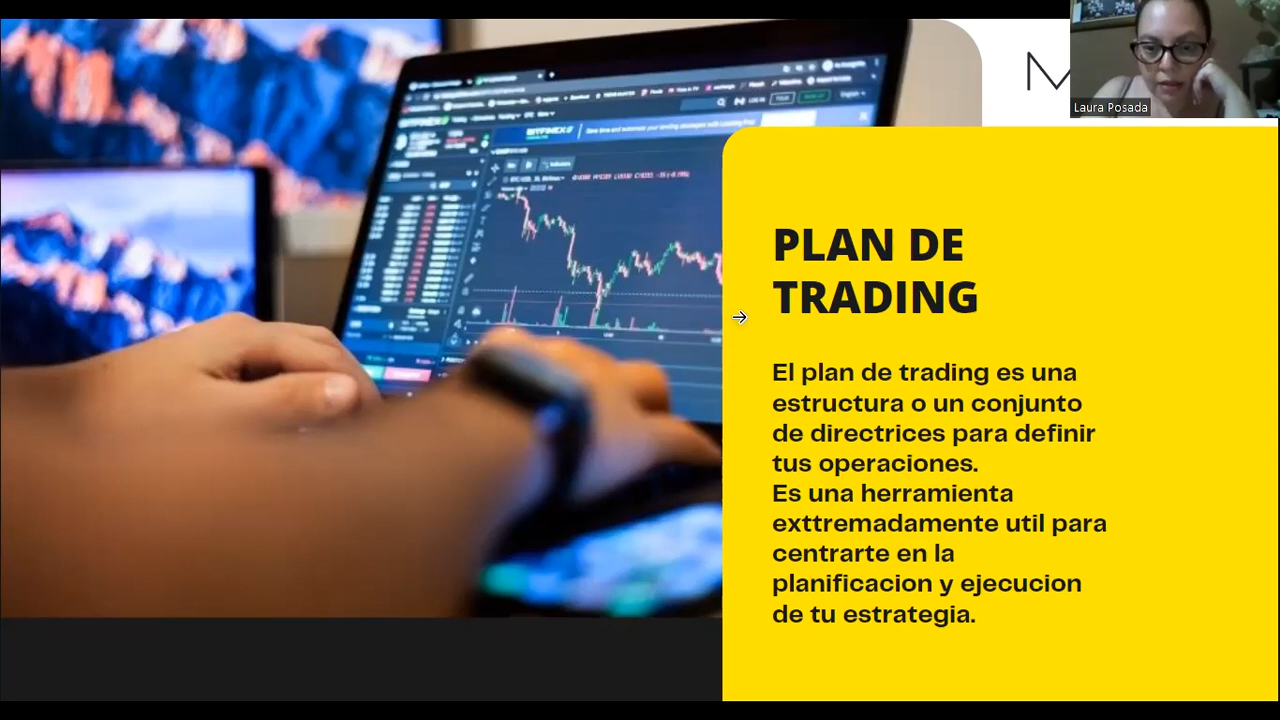 BITFINEX
M
Laura Posada
PLAN DE
TRADING
El plan de trading es una
estructura o un conjunto
de directrices para definir
tus operaciones.
Es una herramienta
exttremadamente util para
centrarte en la
planificacion y ejecucion
de tu estrategia.